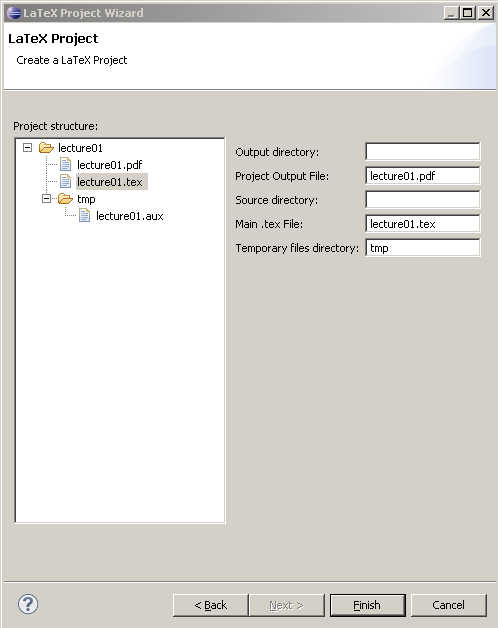 LaTeX Project Wizard
LaTeX Project
Create a LaTeX Project
Project structure:
lecture01
lecture01.pdf
lecture01.tex
tmp
lecture01.aux
Output directory:
Project Output File: lecture01.pdf
Source directory:
Main .tex File: lecture01.tex
Temporary files directory: tmp
? < Back Next > Finish Cancel